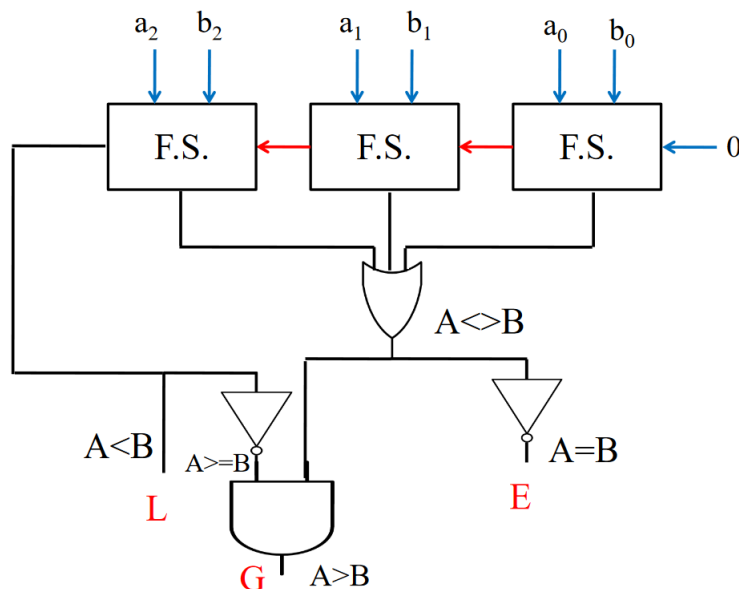 a₂ b₂ a₁ b₁ a₀ b₀
F.S. F.S. F.S. 0
A<>B
A<B A>=B A=B
L E
G A>B